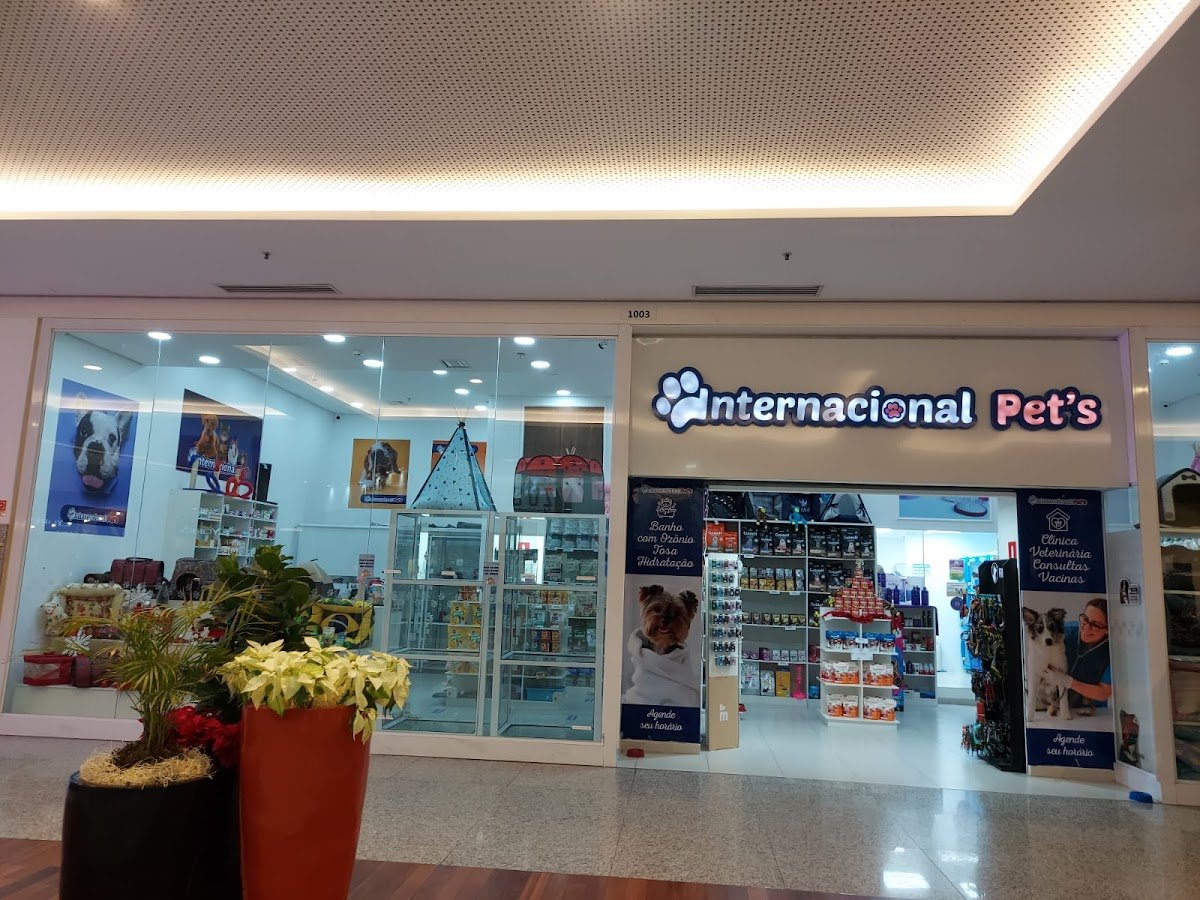 1003
Internacional Pet's
Banho
com Ozônio
Tosa
Hidratação
Agende
seu horário
Clínica
Veterinária
Consultas
Vacinas
Agende
seu horário